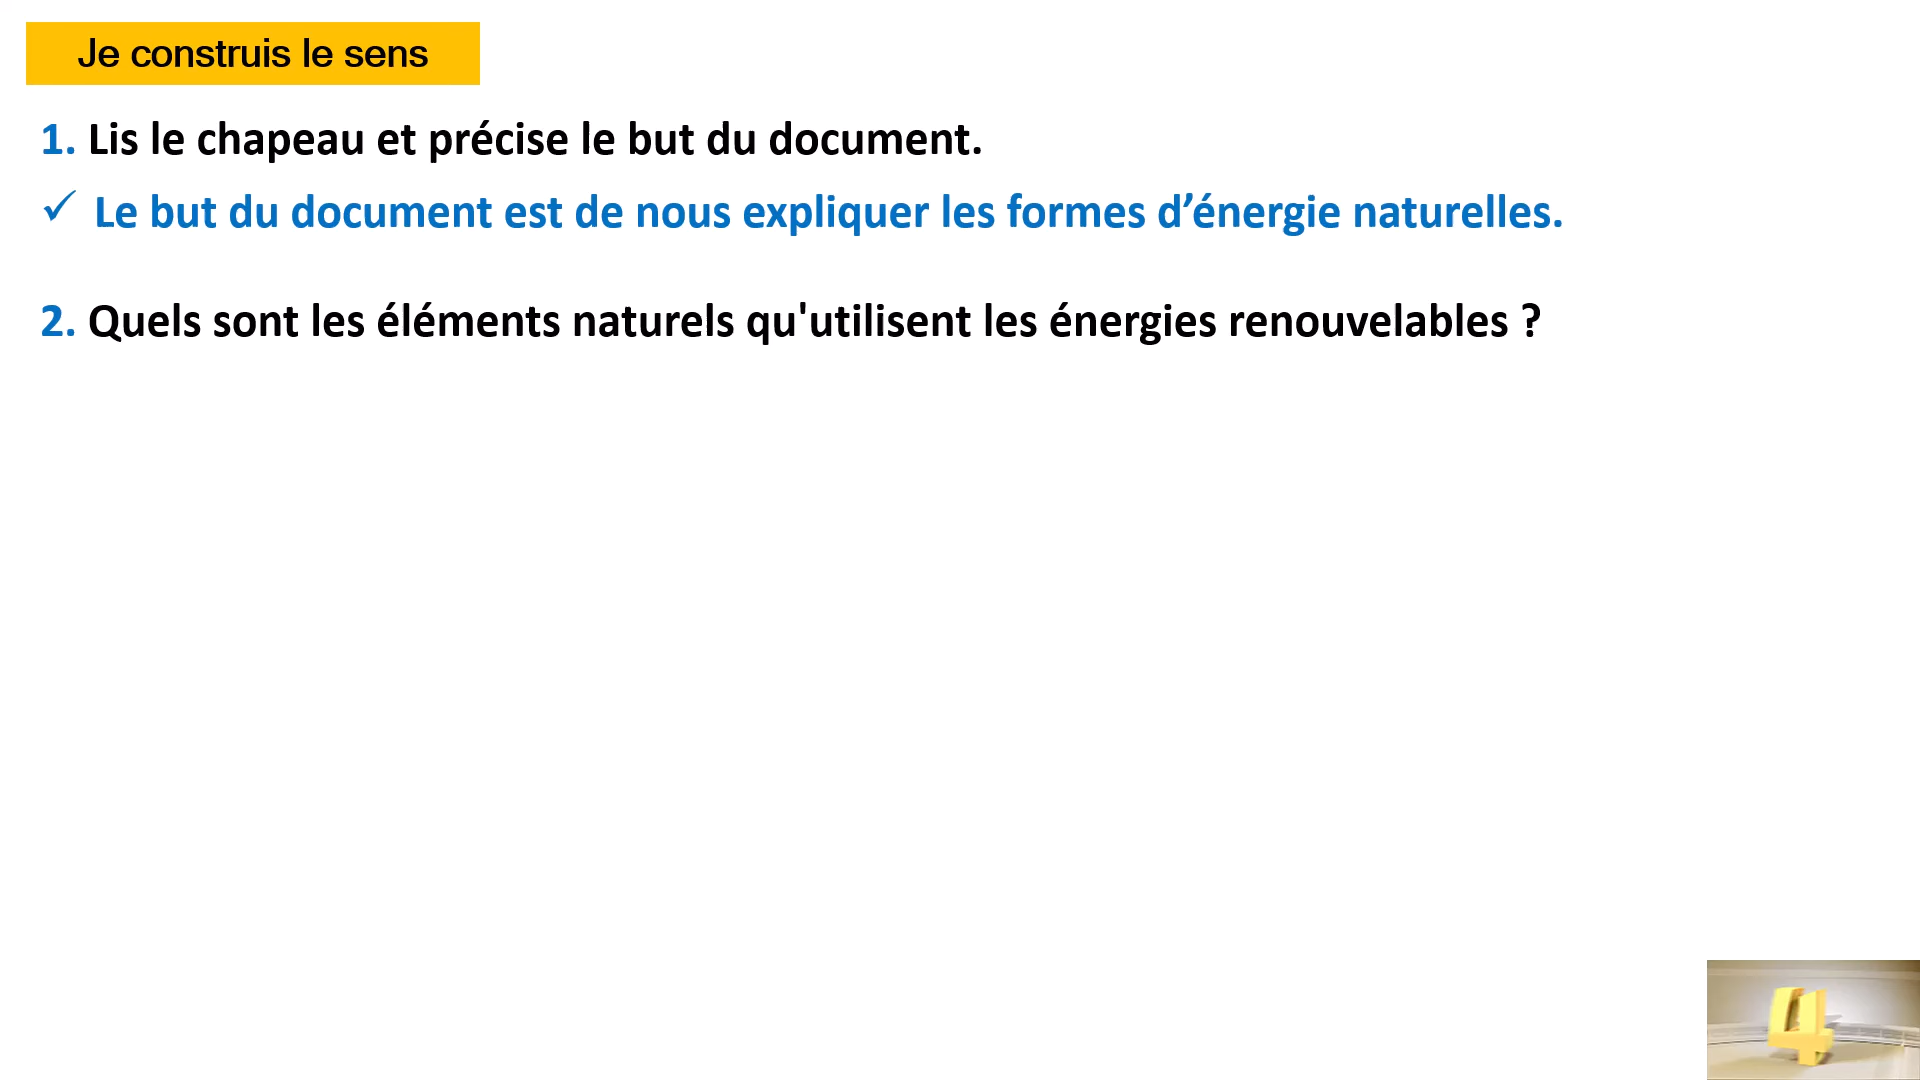 Je construis le sens
1. Lis le chapeau et précise le but du document.
✓ Le but du document est de nous expliquer les formes d’énergie naturelles.
2. Quels sont les éléments naturels qu'utilisent les énergies renouvelables ?
4